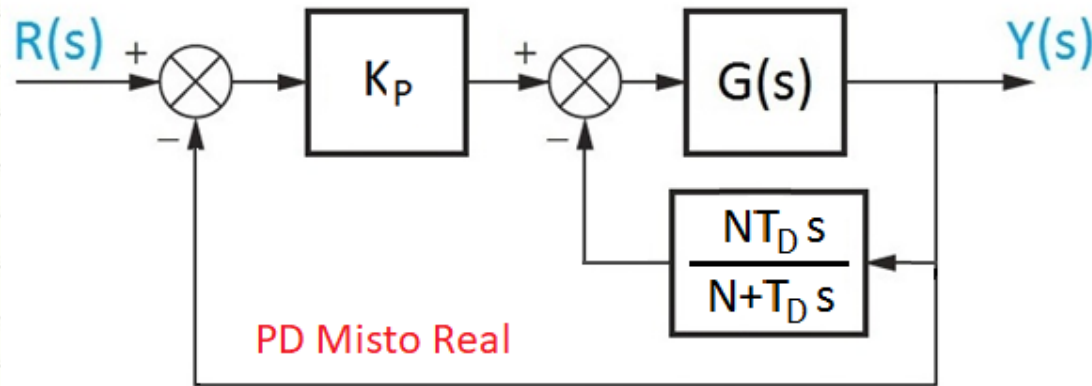 R(s)
+
−
K_P
+
−
G(s)
Y(s)
NT_D s
N+T_D s
PD Misto Real